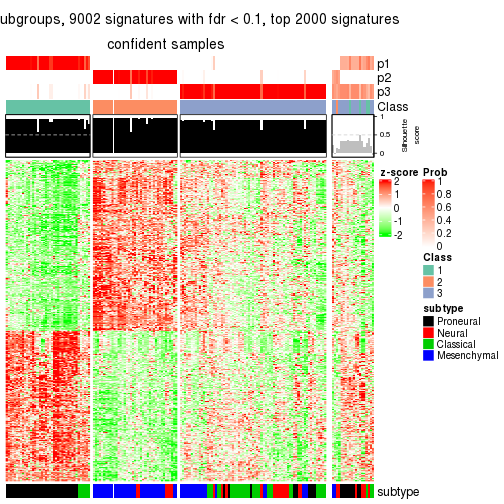 ubgroups, 9002 signatures with fdr < 0.1, top 2000 signatures
confident samples
p1
p2
p3
Class
1
0.5
0
Silhouette
score
z-score
2
1
0
-1
-2
Prob
1
0.8
0.6
0.4
0.2
0
Class
1
2
3
subtype
Proneural
Neural
Classical
Mesenchymal
subtype